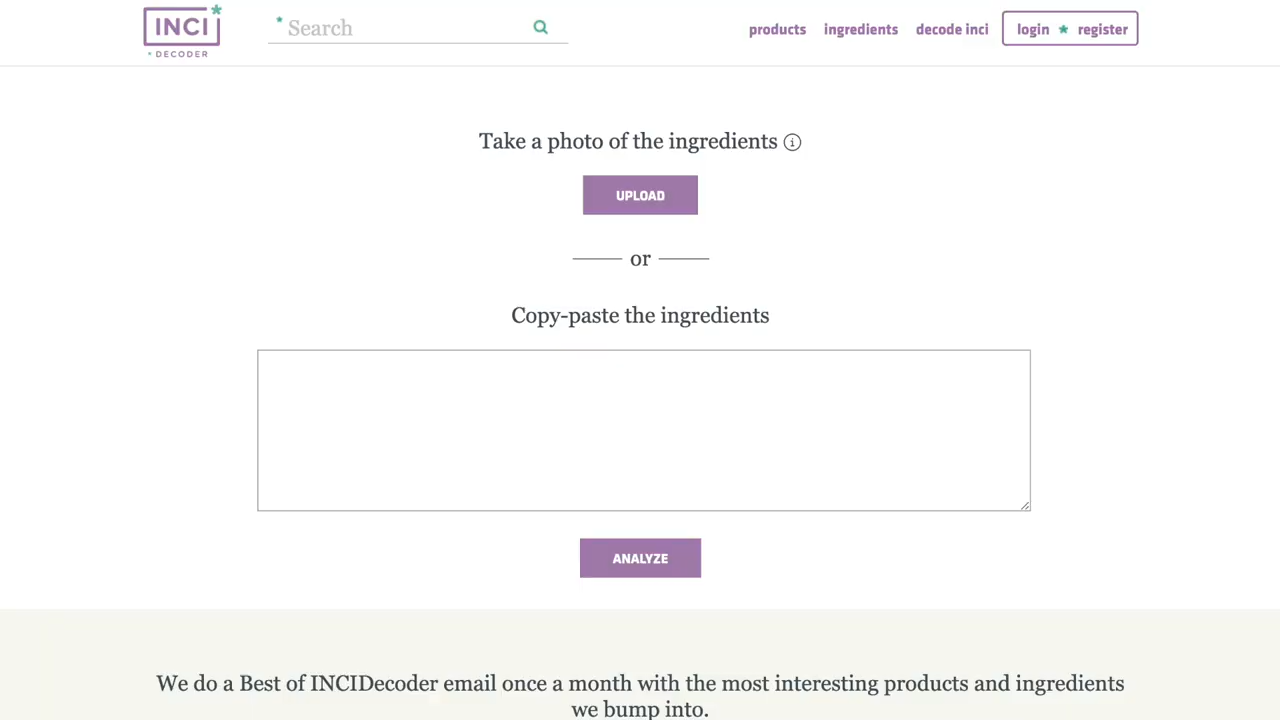 INCI
DECODER
Search
products
ingredients
decode inci
login * register
Take a photo of the ingredients
UPLOAD
or
Copy-paste the ingredients
ANALYZE
We do a Best of INCIDecoder email once a month with the most interesting products and ingredients
we bump into.